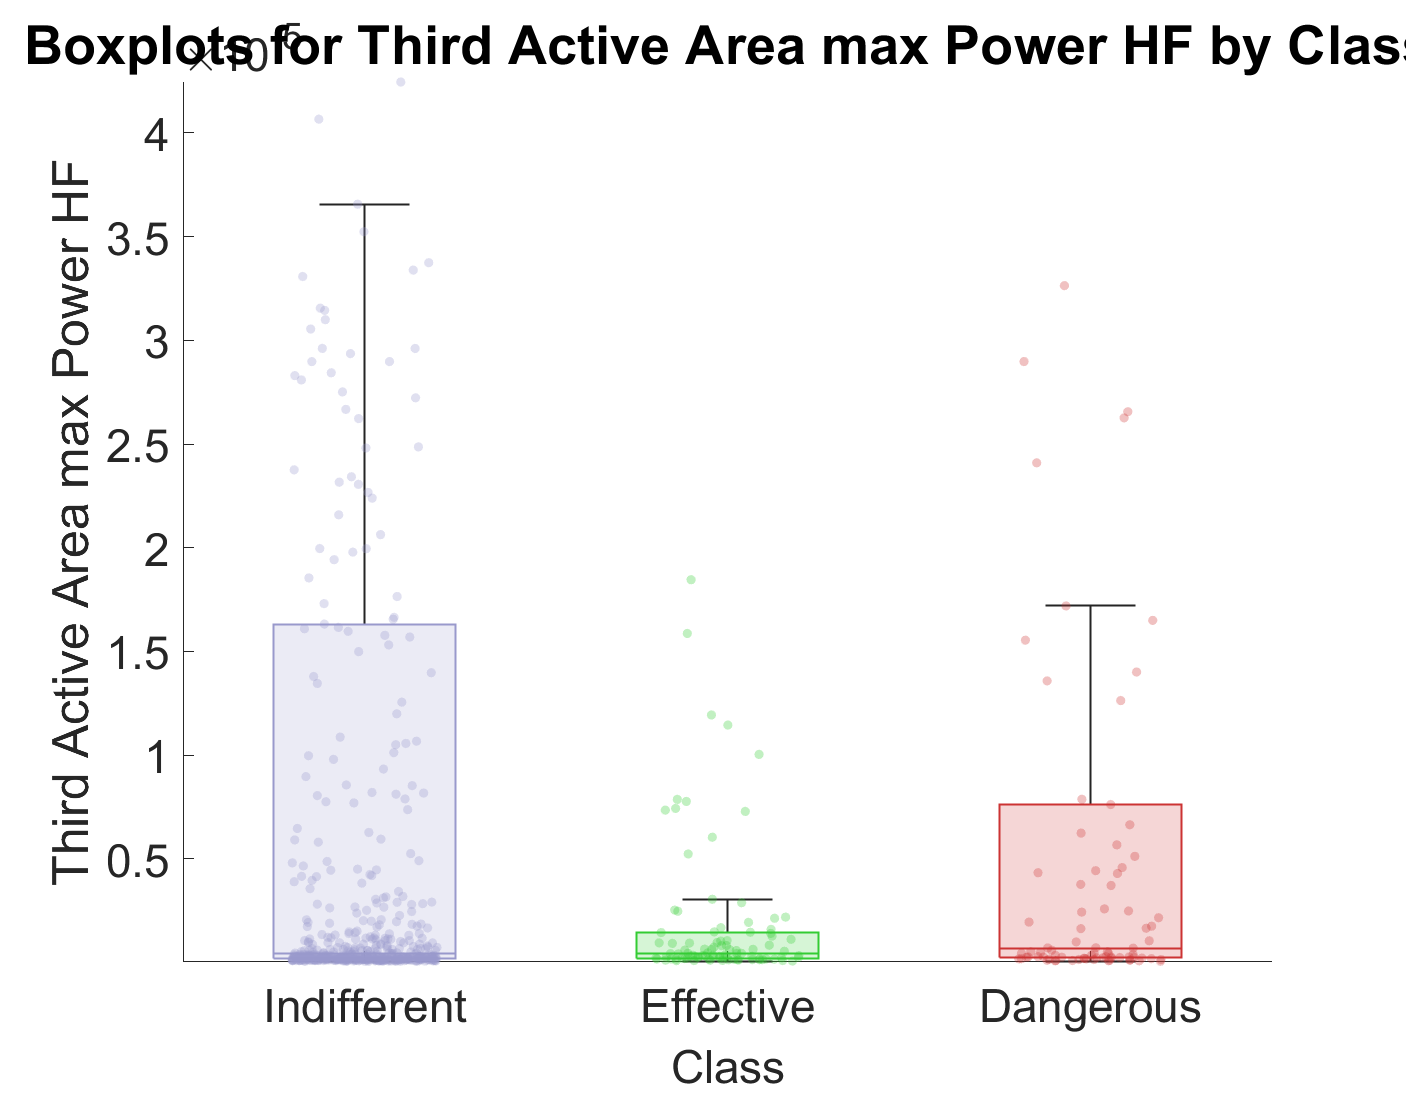 Boxplots for Third Active Area max Power HF by Clas
×10
5
Third Active Area max Power HF
4
3.5
3
2.5
2
1.5
1
0.5
Indifferent Effective Dangerous
Class